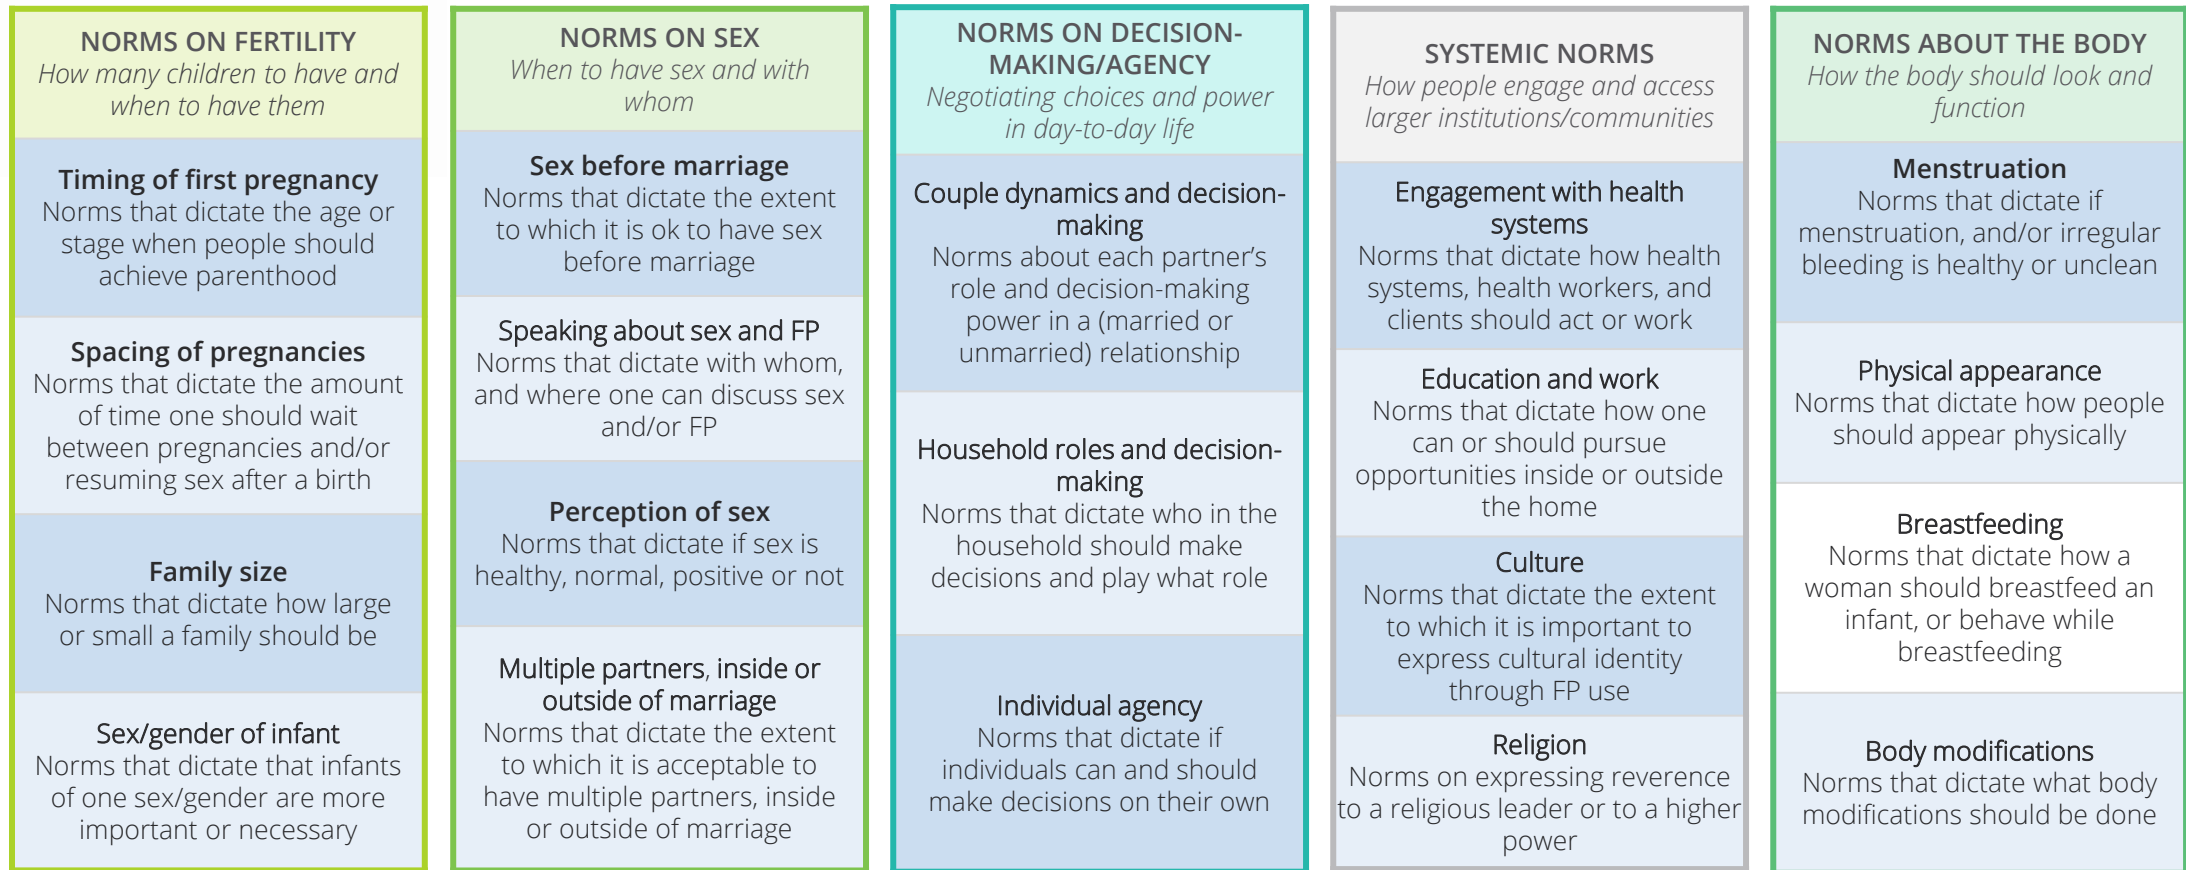 NORMS ON FERTILITY
How many children to have and
when to have them
Timing of first pregnancy
Norms that dictate the age or
stage when people should
achieve parenthood
Spacing of pregnancies
Norms that dictate the amount
of time one should wait
between pregnancies and/or
resuming sex after a birth
Family size
Norms that dictate how large
or small a family should be
Sex/gender of infant
Norms that dictate that infants
of one sex/gender are more
important or necessary
NORMS ON SEX
When to have sex and with
whom
Sex before marriage
Norms that dictate the extent
to which it is ok to have sex
before marriage
Speaking about sex and FP
Norms that dictate with whom,
and where one can discuss sex
and/or FP
Perception of sex
Norms that dictate if sex is
healthy, normal, positive or not
Multiple partners, inside or
outside of marriage
Norms that dictate the extent
to which it is acceptable to
have multiple partners, inside
or outside of marriage
NORMS ON DECISION-
MAKING/AGENCY
Negotiating choices and power
in day-to-day life
Couple dynamics and decision-
making
Norms about each partner's
role and decision-making
power in a (married or
unmarried) relationship
Household roles and decision-
making
Norms that dictate who in the
household should make
decisions and play what role
Individual agency
Norms that dictate if
individuals can and should
make decisions on their own
SYSTEMIC NORMS
How people engage and access
larger institutions/communities
Engagement with health
systems
Norms that dictate how health
systems, health workers, and
clients should act or work
Education and work
Norms that dictate how one
can or should pursue
opportunities inside or outside
the home
Culture
Norms that dictate the extent
to which it is important to
express cultural identity
through FP use
Religion
Norms on expressing reverence
to a religious leader or to a higher
power
NORMS ABOUT THE BODY
How the body should look and
function
Menstruation
Norms that dictate if
menstruation, and/or irregular
bleeding is healthy or unclean
Physical appearance
Norms that dictate how people
should appear physically
Breastfeeding
Norms that dictate how a
woman should breastfeed an
infant, or behave while
breastfeeding
Body modifications
Norms that dictate what body
modifications should be done